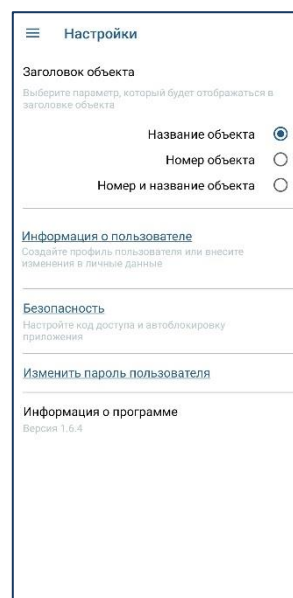 Настройки
Заголовок объекта
Выберите параметр, который будет отображаться в
заголовке объекта
Название объекта
Номер объекта
Номер и название объекта
Информация о пользователе
Создайте профиль пользователя или внесите
изменения в личные данные
Безопасность
Настройте код доступа и автоблокировку
приложения
Изменить пароль пользователя
Информация о программе
Версия 1.6.4